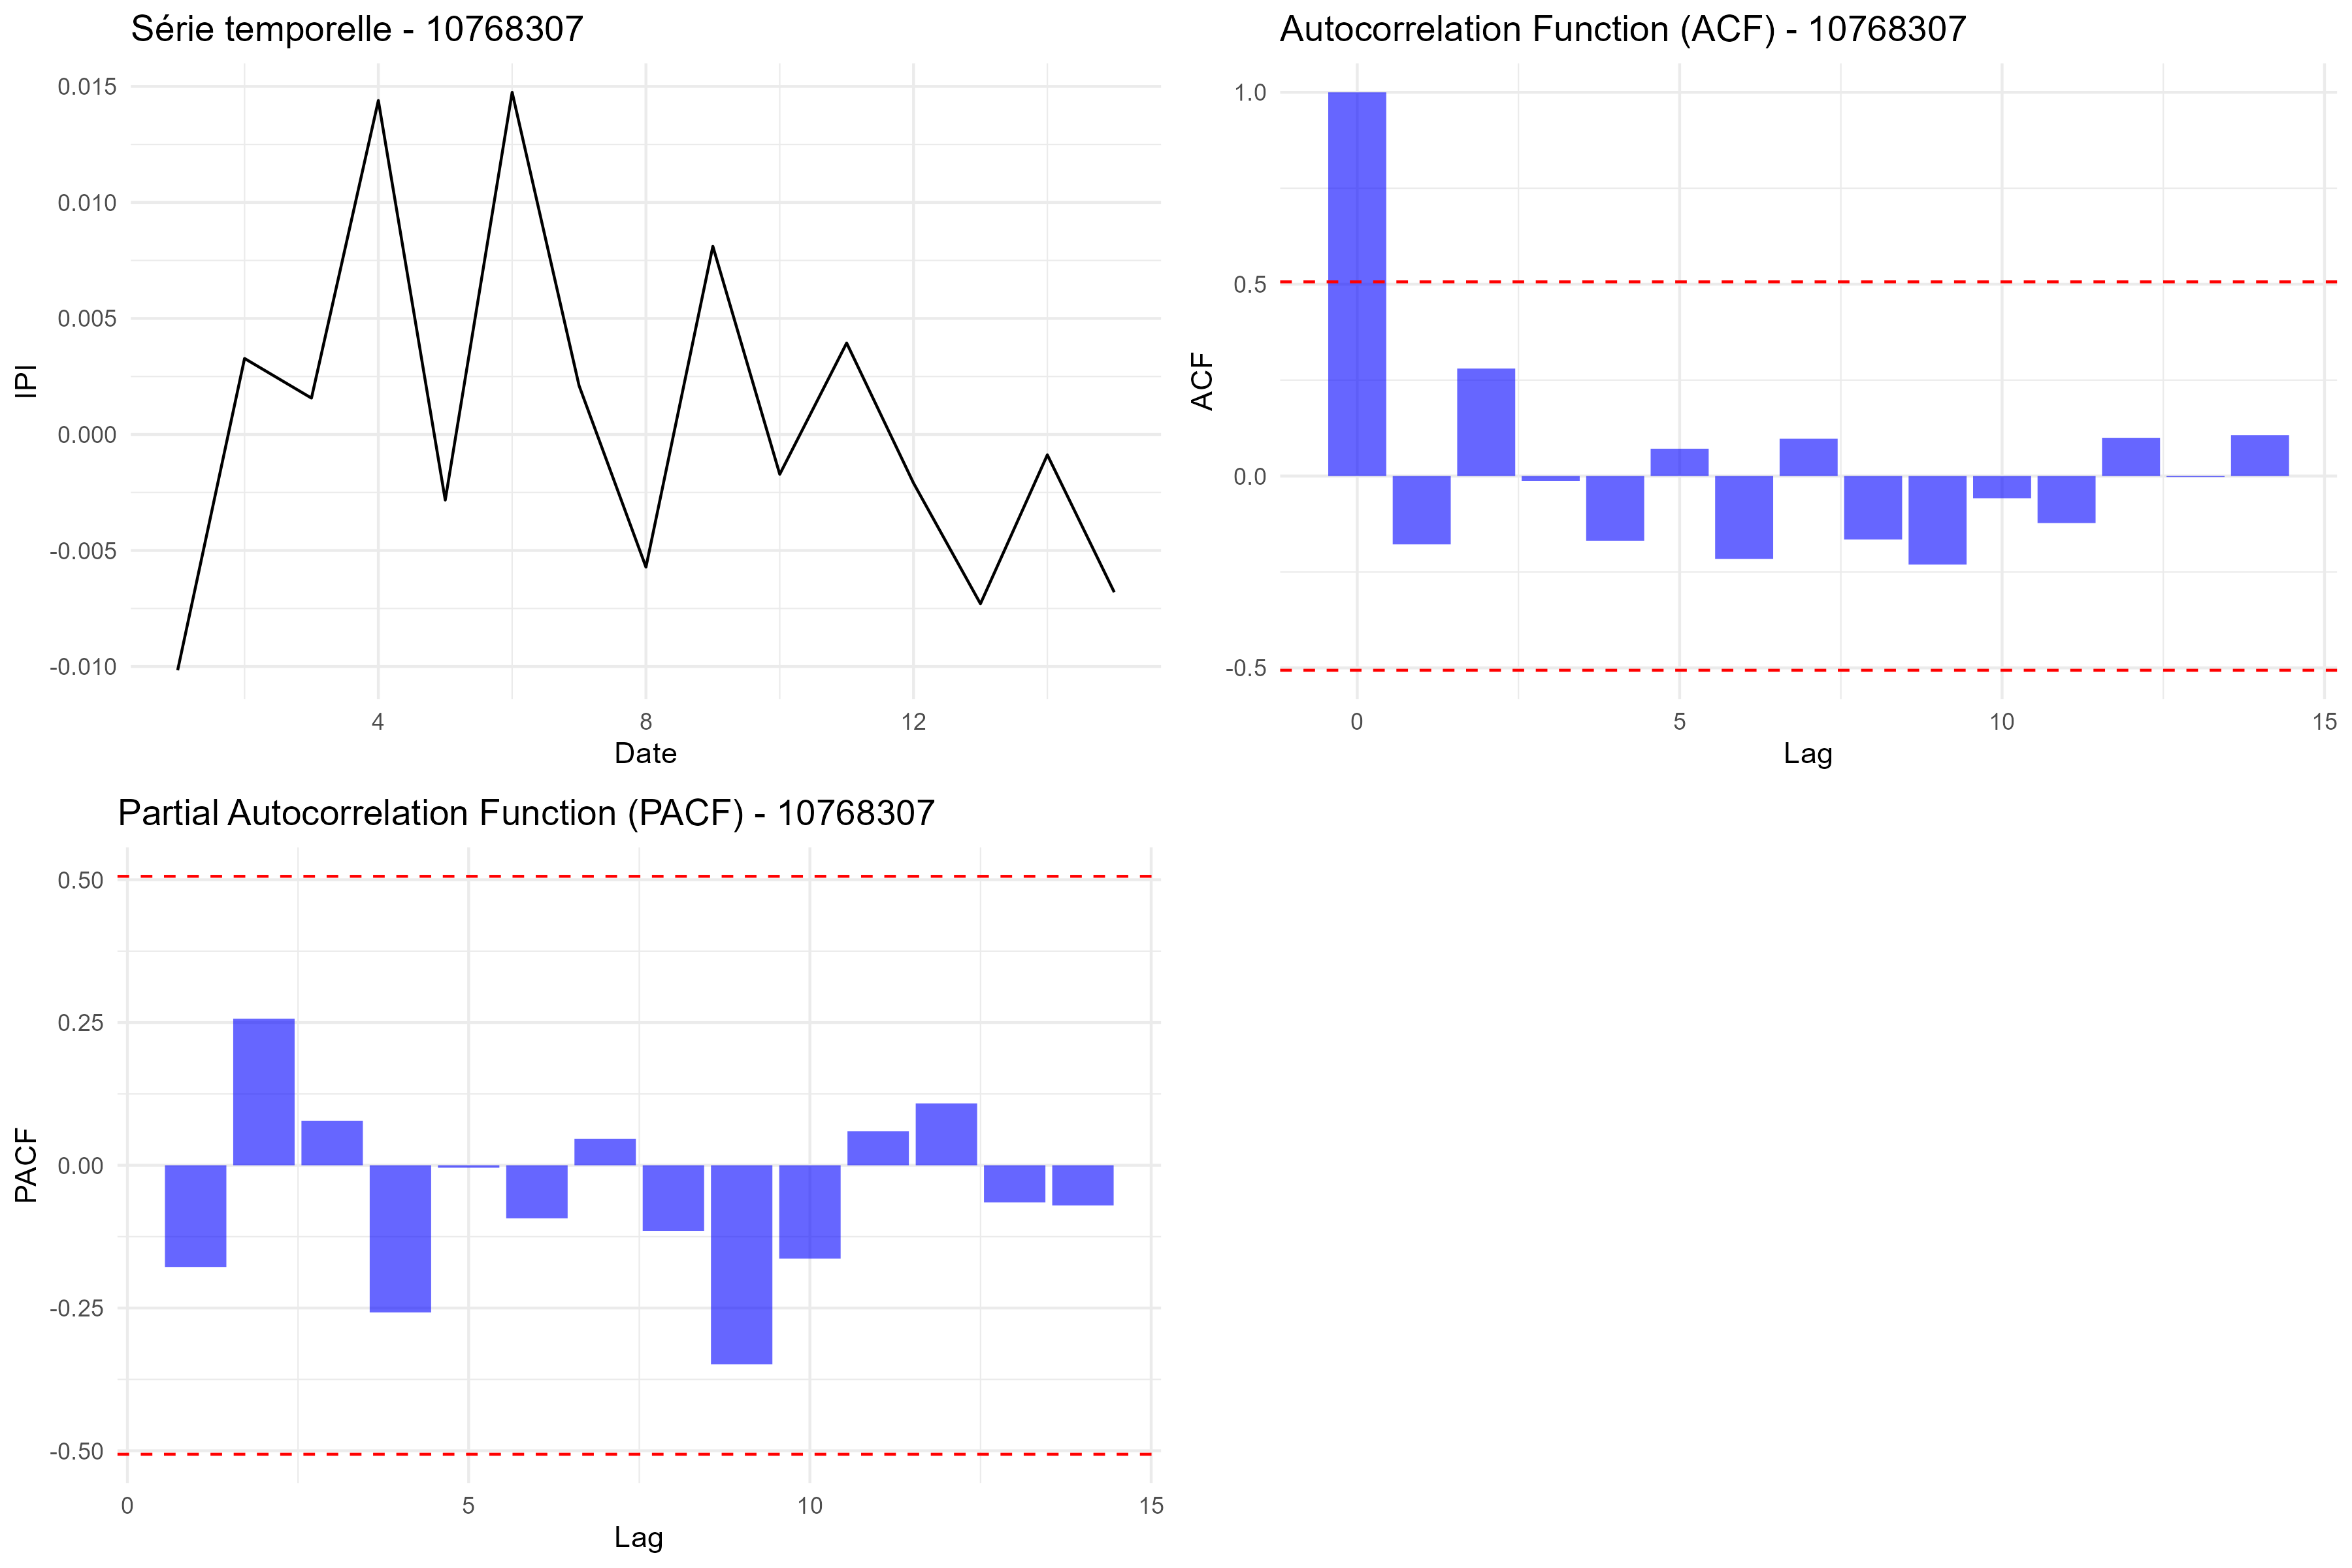 Série temporelle - 10768307
0.015
0.010
0.005
0.000
-0.005
-0.010
IPI
4 8 12
Date
Autocorrelation Function (ACF) - 10768307
1.0
0.5
0.0
-0.5
ACF
0 5 10 15
Lag
Partial Autocorrelation Function (PACF) - 10768307
0.50
0.25
0.00
-0.25
-0.50
PACF
0 5 10 15
Lag